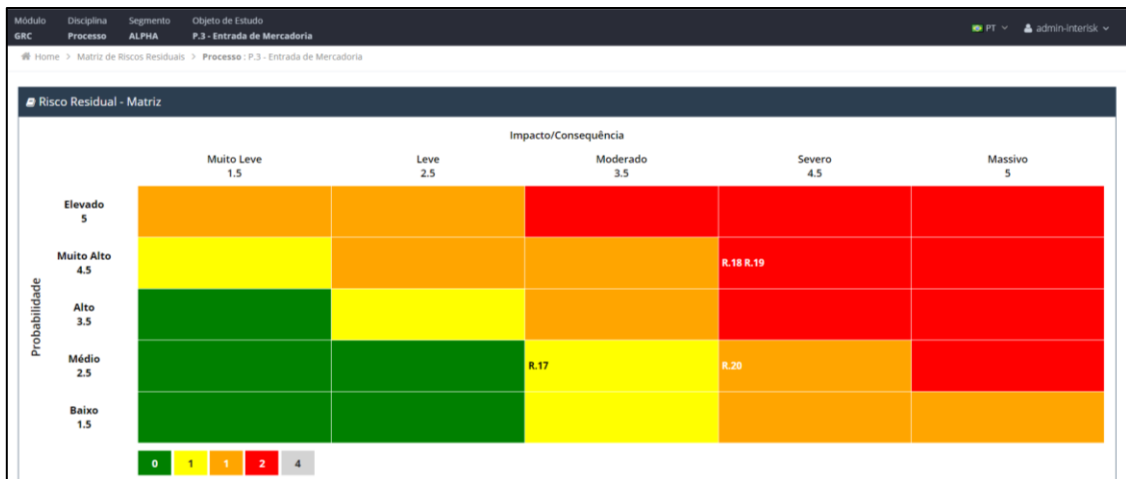 Módulo Disciplina Segmento Objeto de Estudo
GRC Processo ALPHA P.3 - Entrada de Mercadoria
PT admin-interisk
Home > Matriz de Riscos Residuais > Processo : P.3 - Entrada de Mercadoria
Risco Residual - Matriz
Impacto/Consequência
Muito Leve Leve Moderado Severo Massivo
1.5 2.5 3.5 4.5 5
Probabilidade
Elevado
5
Muito Alto
4.5
R.18 R.19
Alto
3.5
Médio
2.5
R.17 R.20
Baixo
1.5
0 1 1 2 4